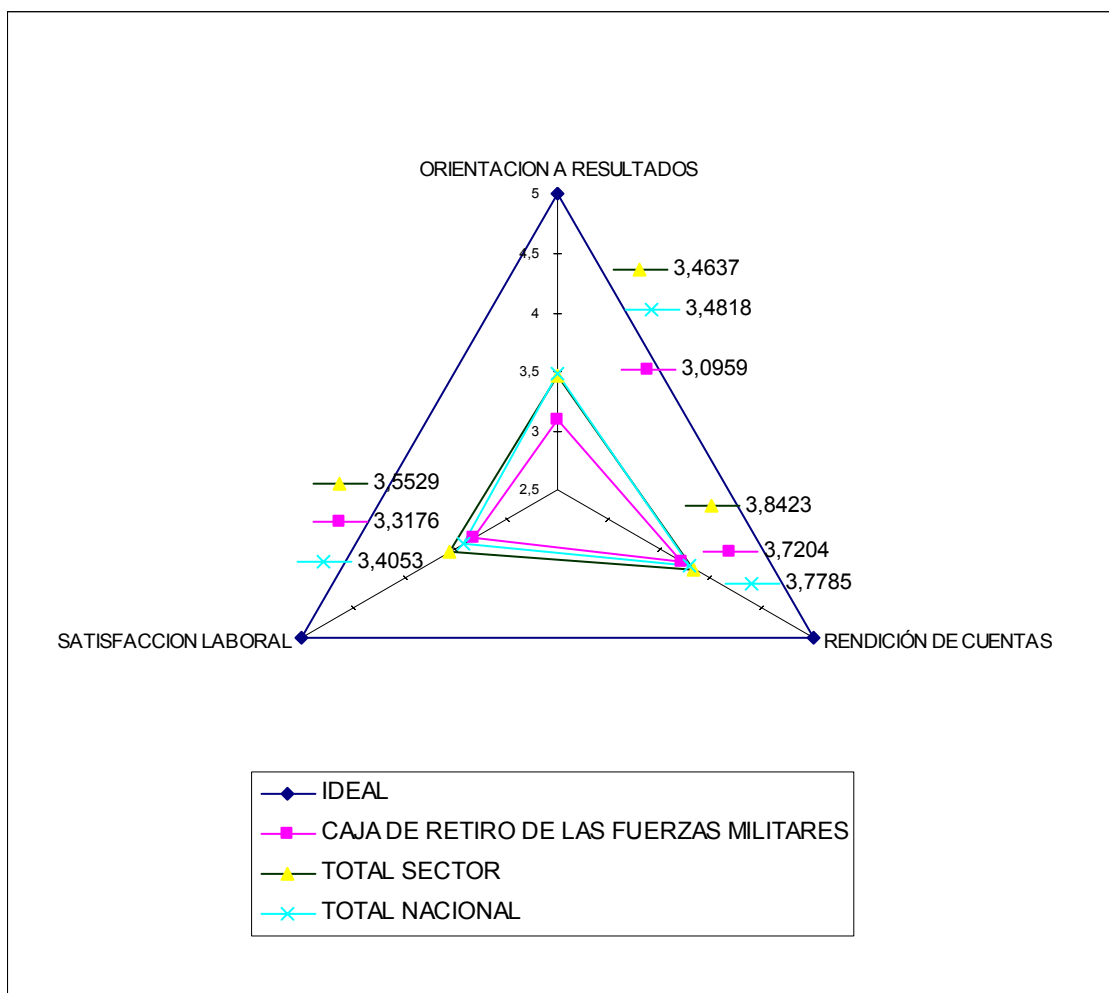 ORIENTACION A RESULTADOS
5
4,5
3,4637
4
3,4818
3,5
3,0959
3
3,5529
2,5
3,8423
3,3176
3,7204
3,4053
3,7785
SATISFACCION LABORAL
RENDICIÓN DE CUENTAS
IDEAL
CAJA DE RETIRO DE LAS FUERZAS MILITARES
TOTAL SECTOR
TOTAL NACIONAL